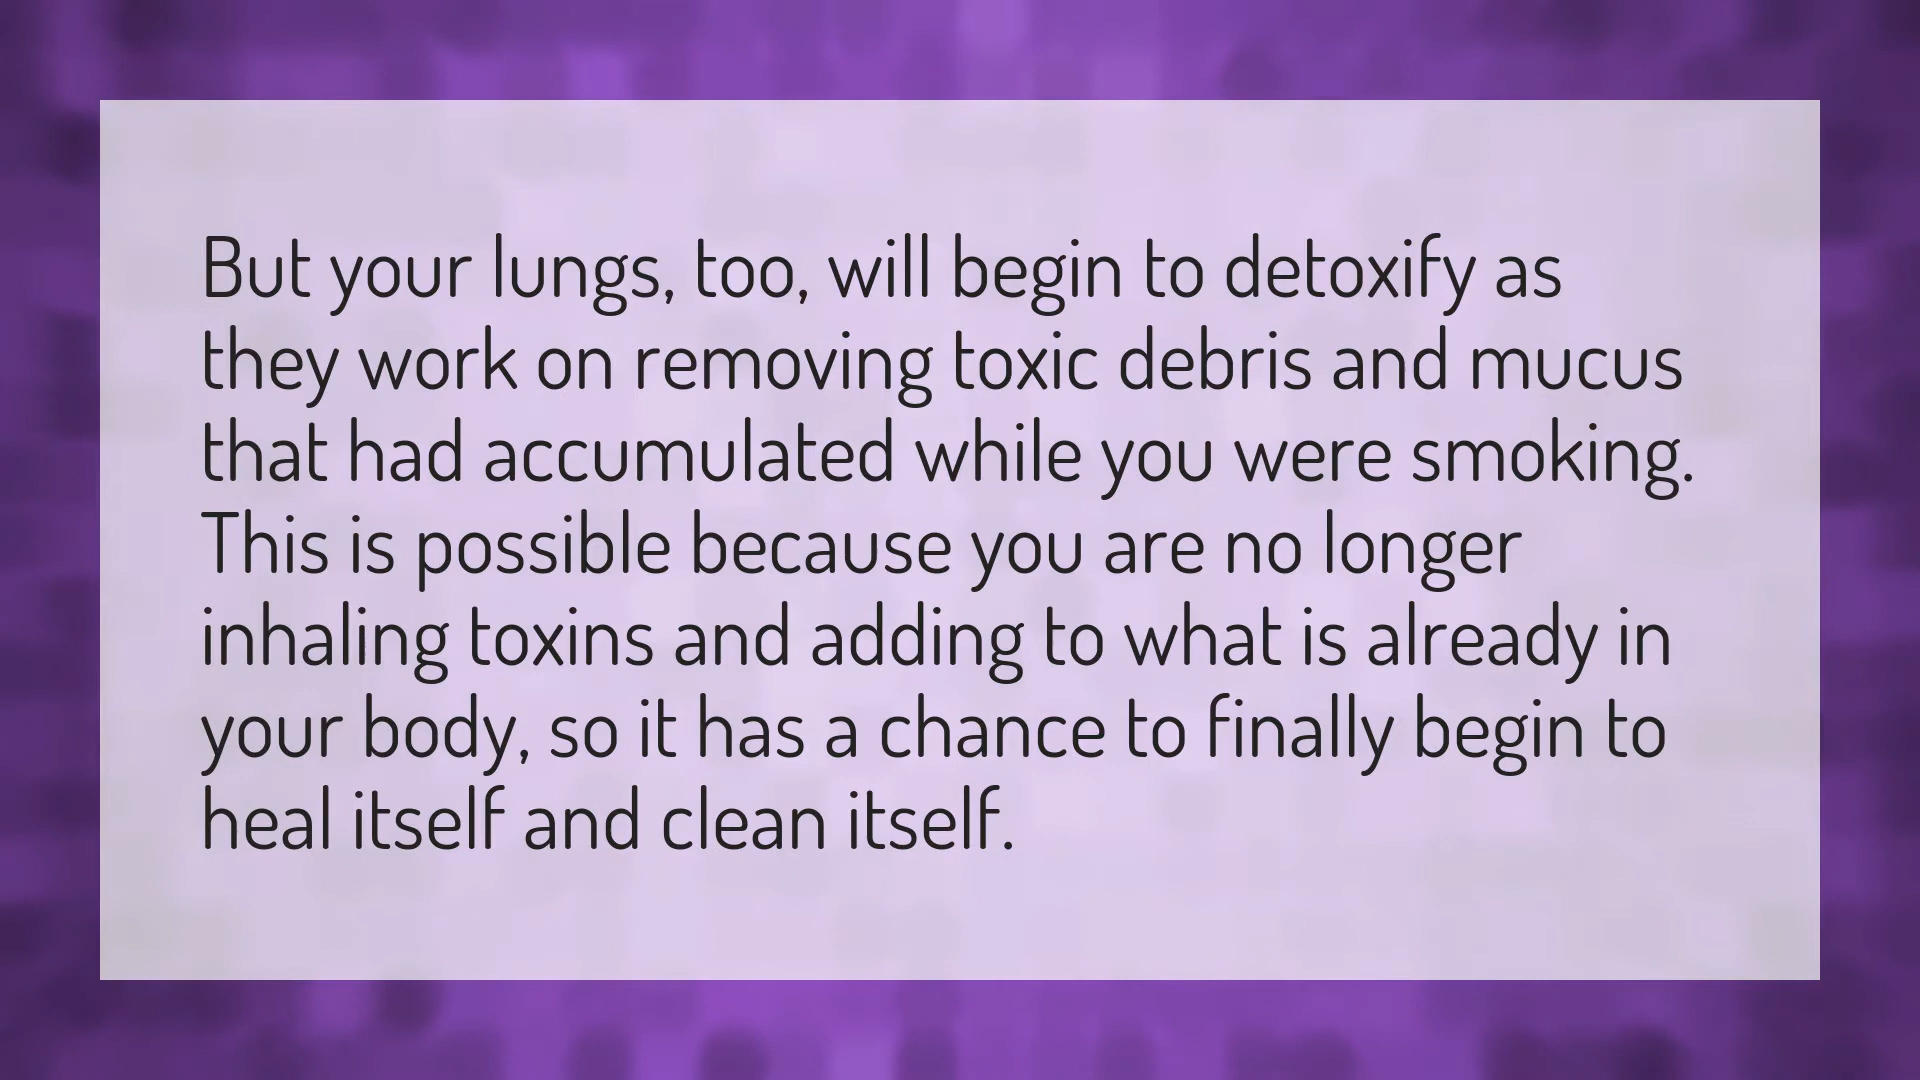 But your lungs, too, will begin to detoxify as
they work on removing toxic debris and mucus
that had accumulated while you were smoking.
This is possible because you are no longer
inhaling toxins and adding to what is already in
your body, so it has a chance to finally begin to
heal itself and clean itself.